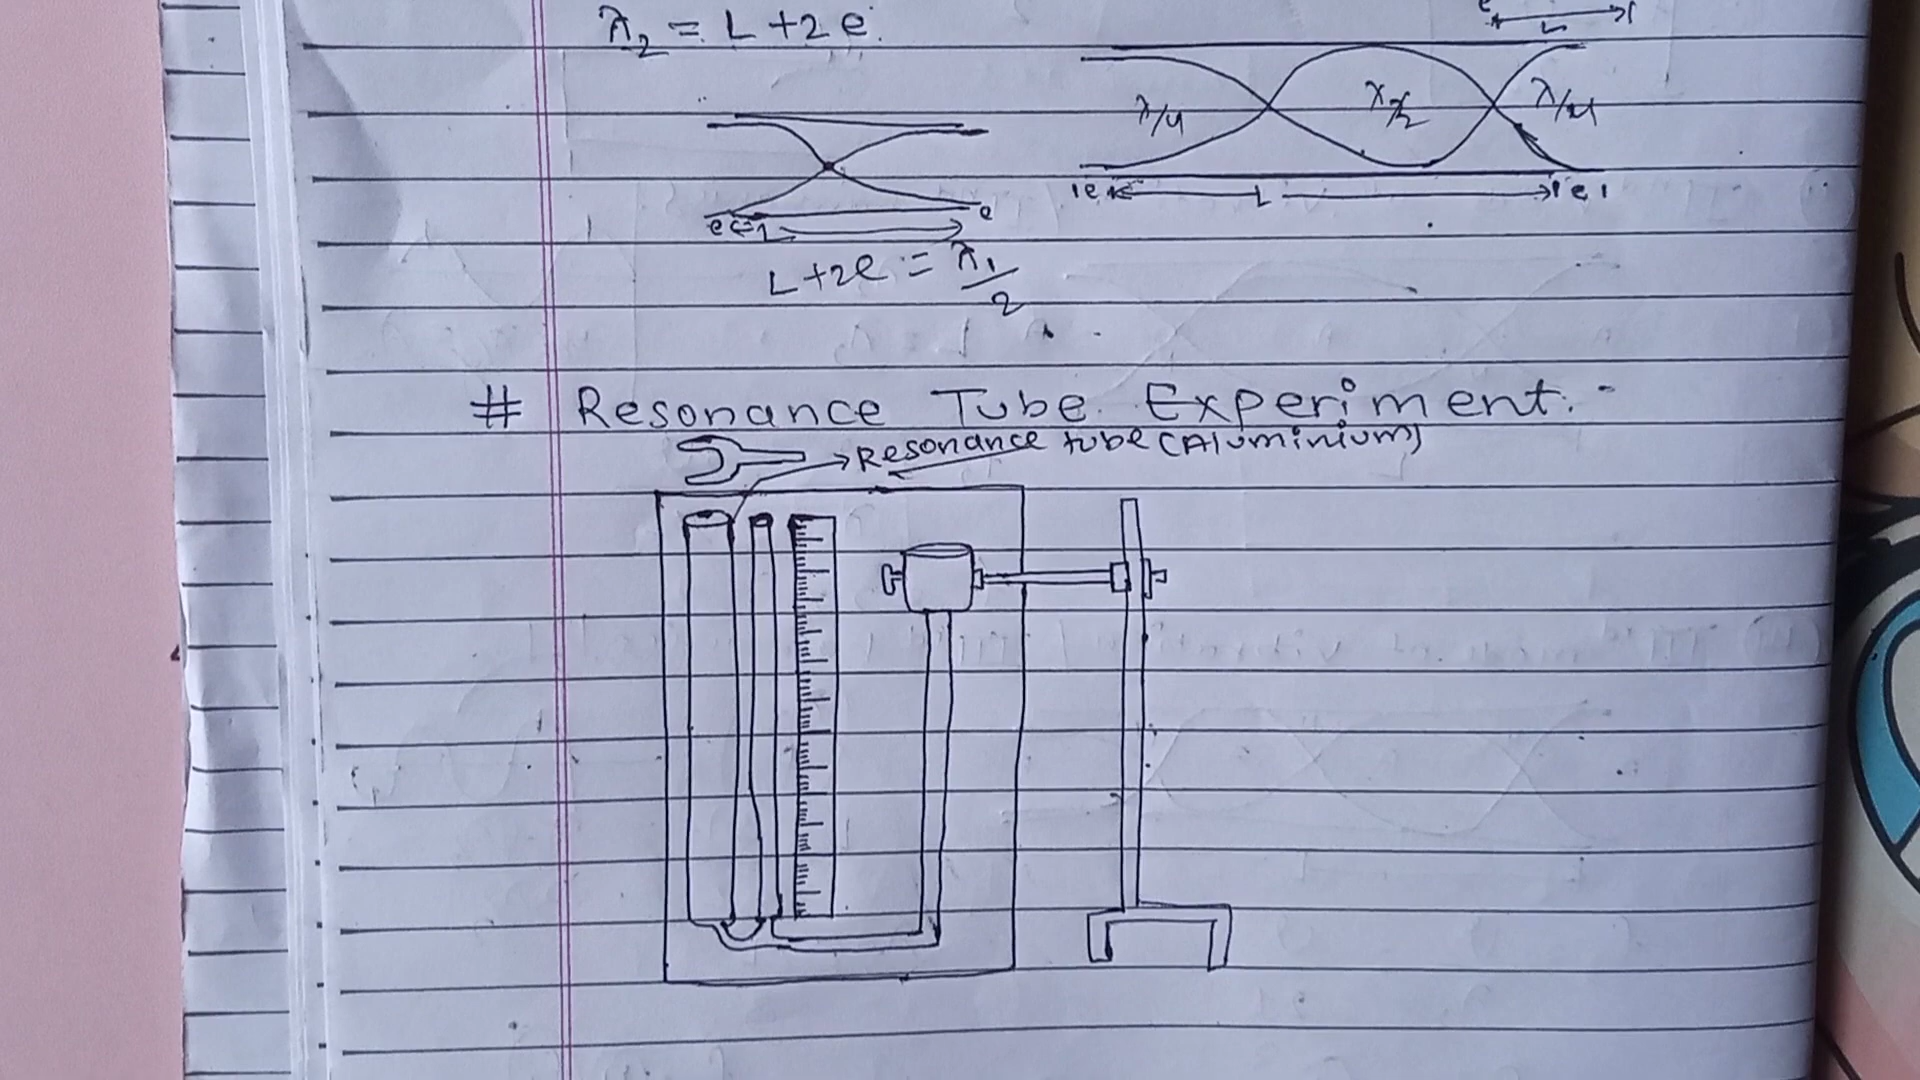 λ₂ = L + 2e.
e
L
λ/4 λ/2 λ/4
e L e
e L e
L + 2e = λ₁/2
# Resonance Tube Experiment:-
Resonance tube (Aluminium)